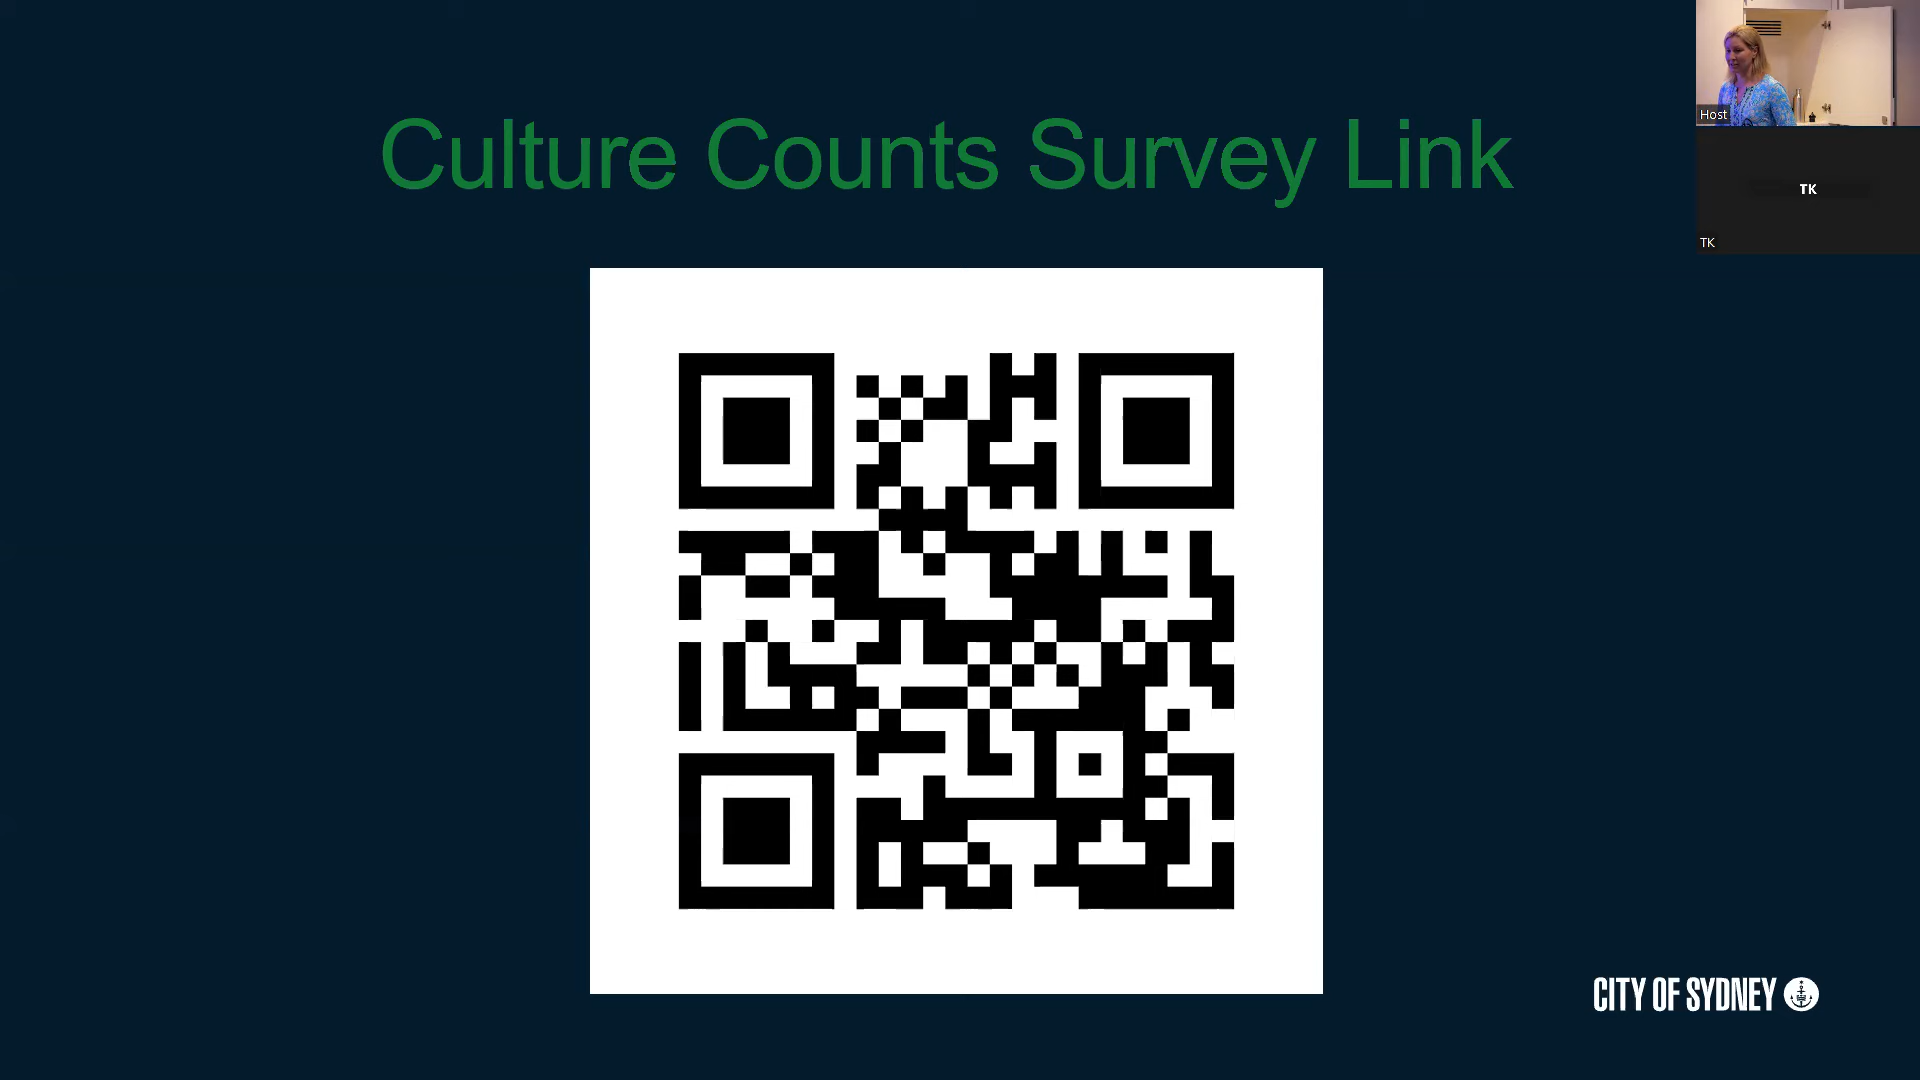 Culture Counts Survey Link
Host
TK
TK
CITY OF SYDNEY